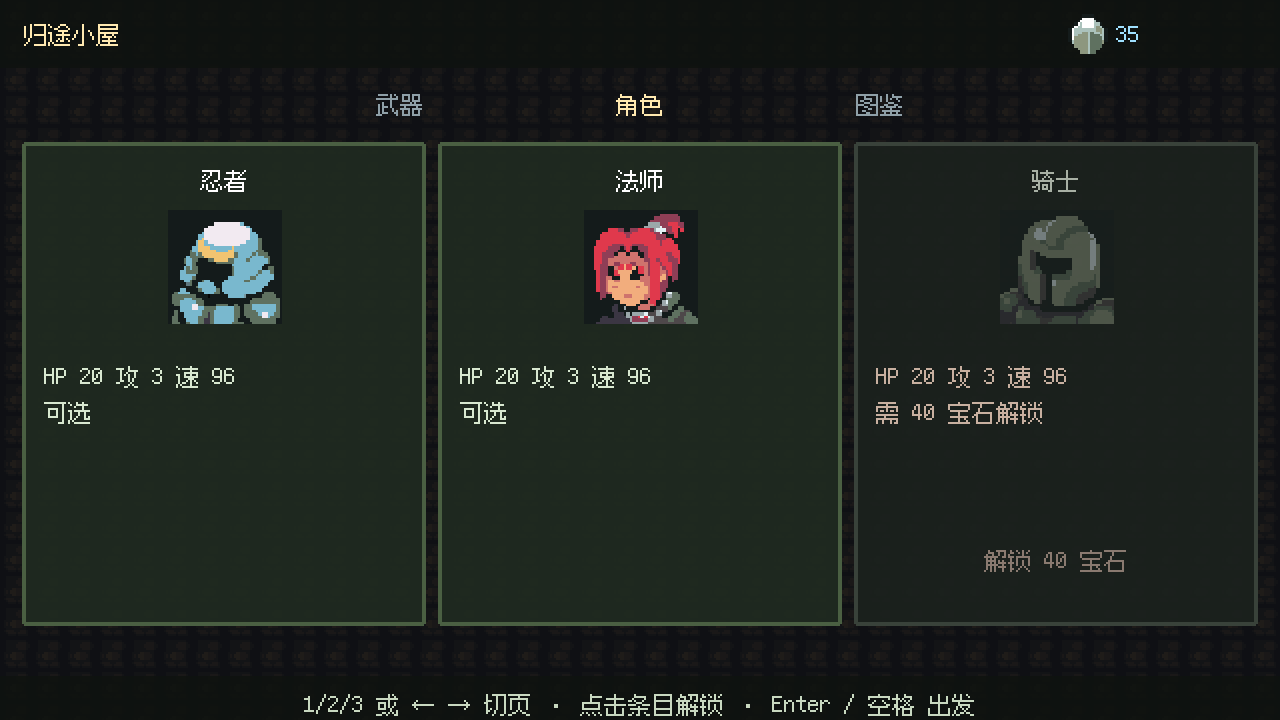 归途小屋
35
武器
角色
图鉴
忍者
HP 20 攻 3 速 96
可选
法师
HP 20 攻 3 速 96
可选
骑士
HP 20 攻 3 速 96
需 40 宝石解锁
解锁 40 宝石
1/2/3 或 ← → 切页 · 点击条目解锁 · Enter / 空格 出发